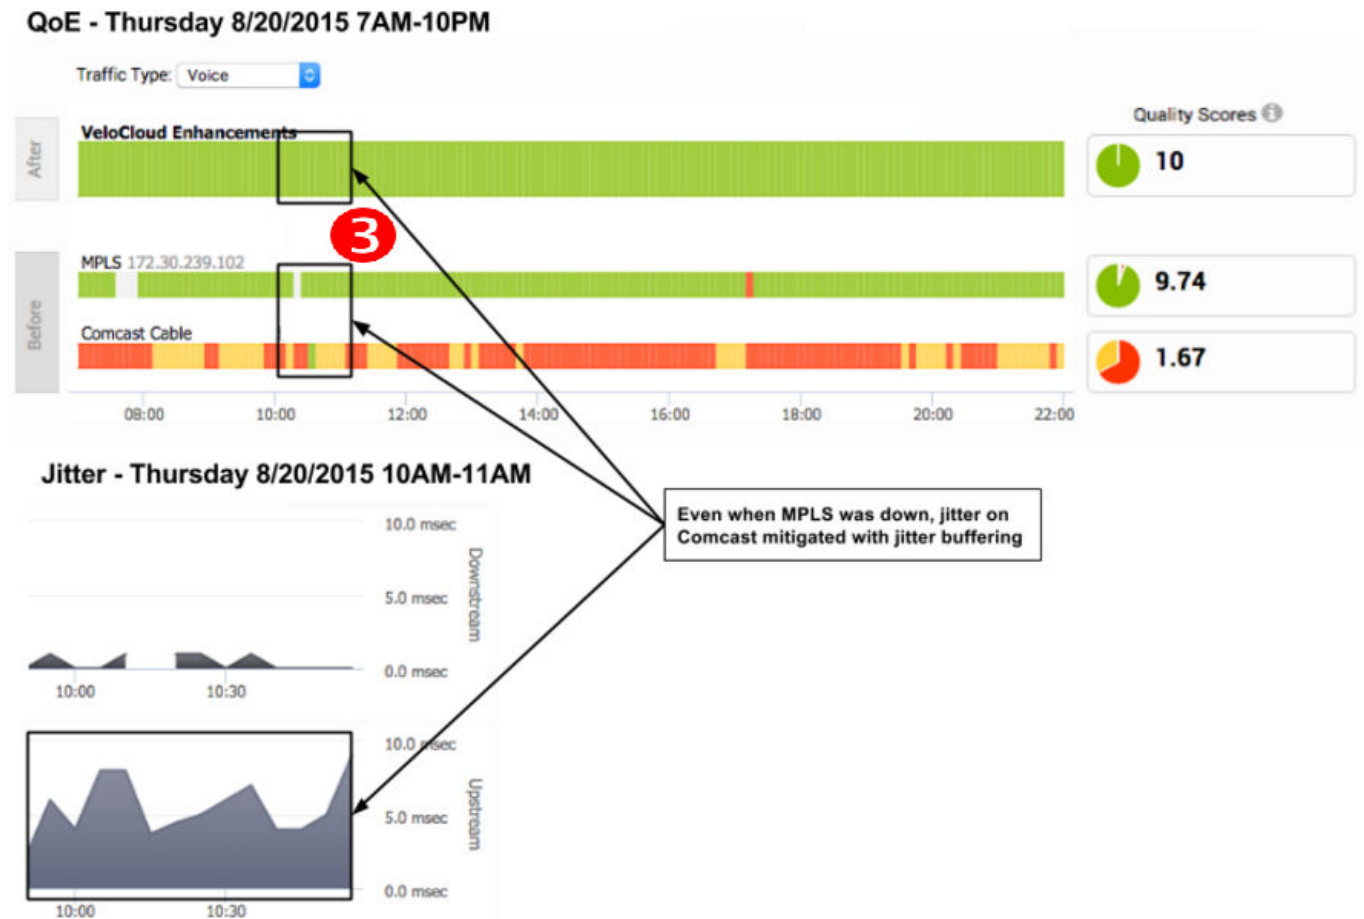 QoE - Thursday 8/20/2015 7AM-10PM
Traffic Type: Voice
Quality Scores
After
VeloCloud Enhancements
10
3
Before
MPLS 172.30.239.102
9.74
Comcast Cable
1.67
08:00 10:00 12:00 14:00 16:00 18:00 20:00 22:00
Jitter - Thursday 8/20/2015 10AM-11AM
Even when MPLS was down, jitter on
Comcast mitigated with jitter buffering
10.0 msec
5.0 msec
0.0 msec
Downstream
10:00 10:30
10.0 msec
5.0 msec
0.0 msec
Upstream
10:00 10:30